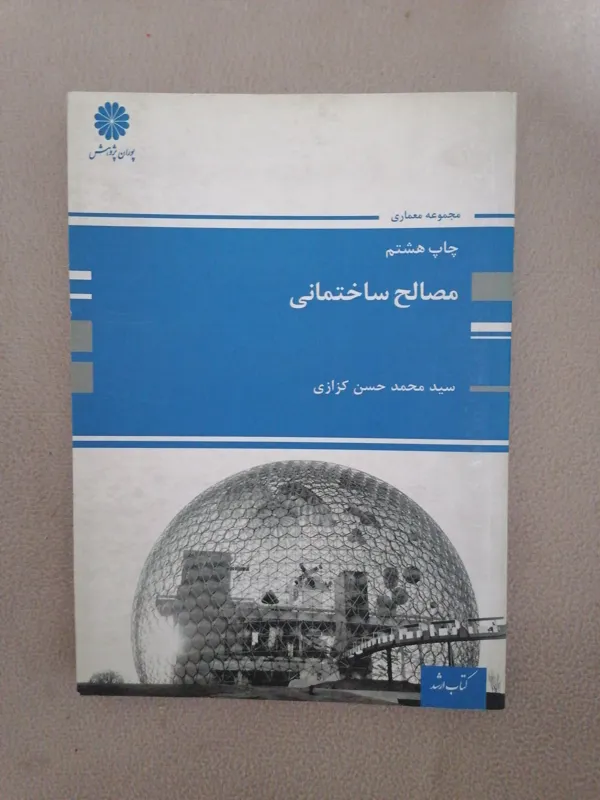 پوران پژوهش
مجموعه معماری
چاپ هشتم
مصالح ساختمانی
سید محمد حسن کزازی
کتاب ارشد